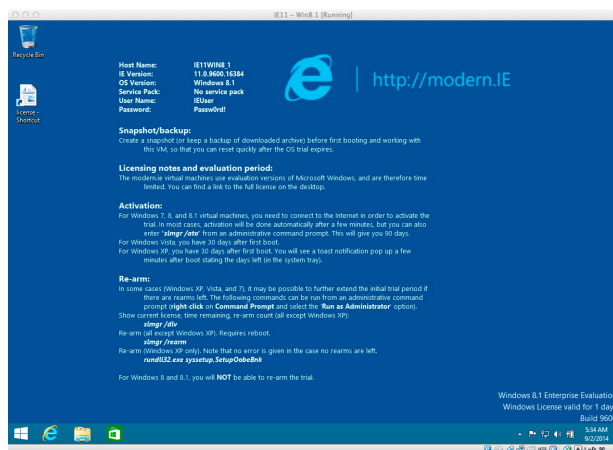 IE11 – Win8.1 [Running]
Recycle Bin
license -
Shortcut
Host Name: IE11WIN8_1
IE Version: 11.0.9600.16384
OS Version: Windows 8.1
Service Pack: No service pack
User Name: IEUser
Password: Passw0rd!
http://modern.IE
Snapshot/backup:
Create a snapshot (or keep a backup of downloaded archive) before first booting and working with
this VM, so that you can reset quickly after the OS trial expires.
Licensing notes and evaluation period:
The modern.ie virtual machines use evaluation versions of Microsoft Windows, and are therefore time
limited. You can find a link to the full license on the desktop.
Activation:
For Windows 7, 8, and 8.1 virtual machines, you need to connect to the Internet in order to activate the
trial. In most cases, activation will be done automatically after a few minutes, but you can also
enter "slmgr /ato" from an administrative command prompt. This will give you 90 days.
For Windows Vista, you have 30 days after first boot.
For Windows XP, you have 30 days after first boot. You will see a toast notification pop up a few
minutes after boot stating the days left (in the system tray).
Re-arm:
In some cases (Windows XP, Vista, and 7), it may be possible to further extend the initial trial period if
there are rearms left. The following commands can be run from an administrative command
prompt (right-click on Command Prompt and select the 'Run as Administrator' option).
Show current license, time remaining, re-arm count (all except Windows XP):
slmgr /dlv
Re-arm (all except Windows XP). Requires reboot.
slmgr /rearm
Re-arm (Windows XP only). Note that no error is given in the case no rearms are left.
rundll32.exe syssetup,SetupOobeBnk
For Windows 8 and 8.1, you will NOT be able to re-arm the trial.
Windows 8.1 Enterprise Evaluatio
Windows License valid for 1 day
Build 960
5:34 AM
9/2/2014
Left ⌘